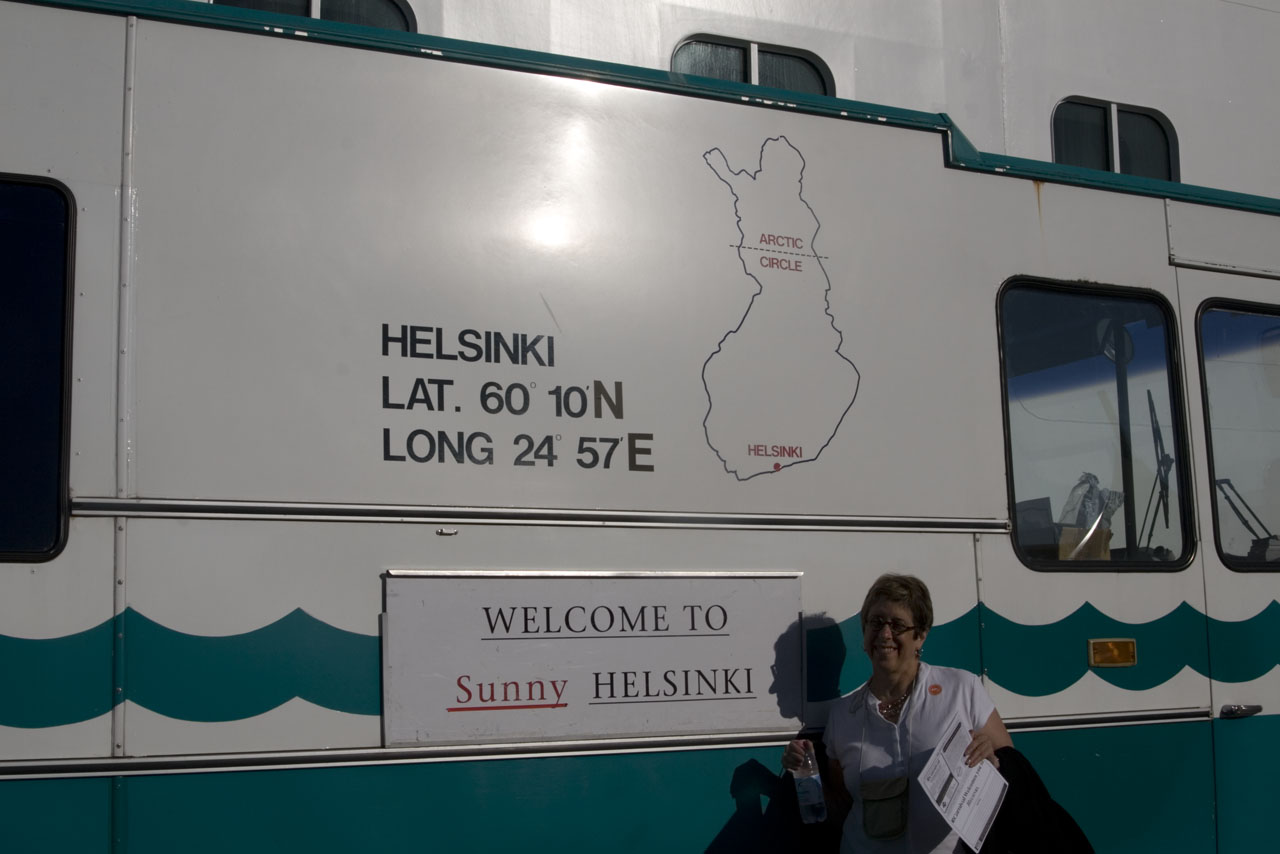 ARCTIC
CIRCLE
HELSINKI
LAT. 60° 10'N
LONG 24° 57'E
HELSINKI
WELCOME TO
Sunny HELSINKI